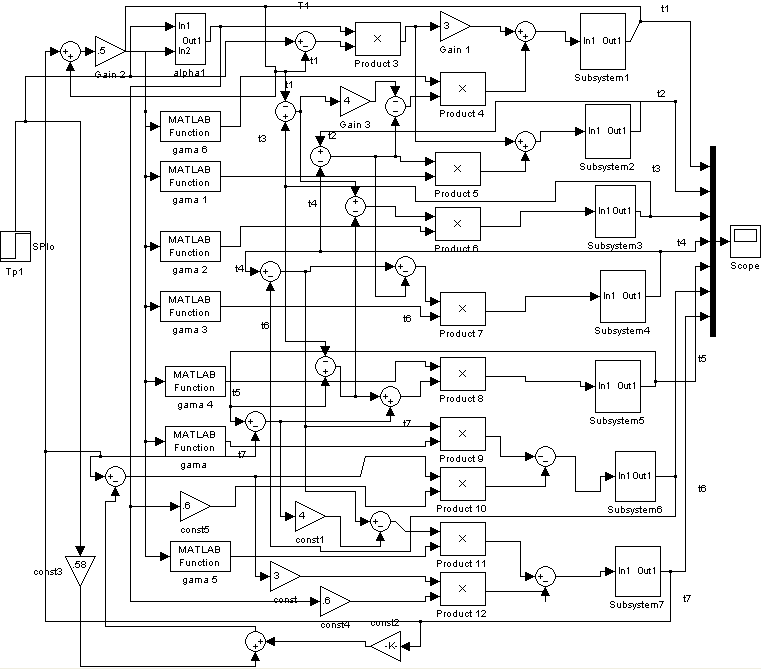 T1
t1
In1
In2
alpha1
.5
Gain 2
t1
Product 3
3
Gain 1
In1 Out1
Subsystem1
t1
4
Gain 3
Product 4
t2
MATLAB
Function
gama 6
t3
t2
In1 Out1
Subsystem2
MATLAB
Function
gama 1
Product 5
t3
t4
In1 Out1
Subsystem3
MATLAB
Function
gama 2
Product 6
t4
SPlo
Tp1
Scope
t4
In1 Out1
Subsystem4
MATLAB
Function
gama 3
t6
t6
Product 7
t5
MATLAB
Function
gama 4
t5
Product 8
In1 Out1
Subsystem5
MATLAB
Function
gama
t7
t7
Product 9
In1 Out1
Subsystem6
t6
.6
const5
4
const1
Product 10
MATLAB
Function
gama 5
Product 11
.58
const3
3
const
.6
const4
Product 12
In1 Out1
Subsystem7
t7
const2
-K-